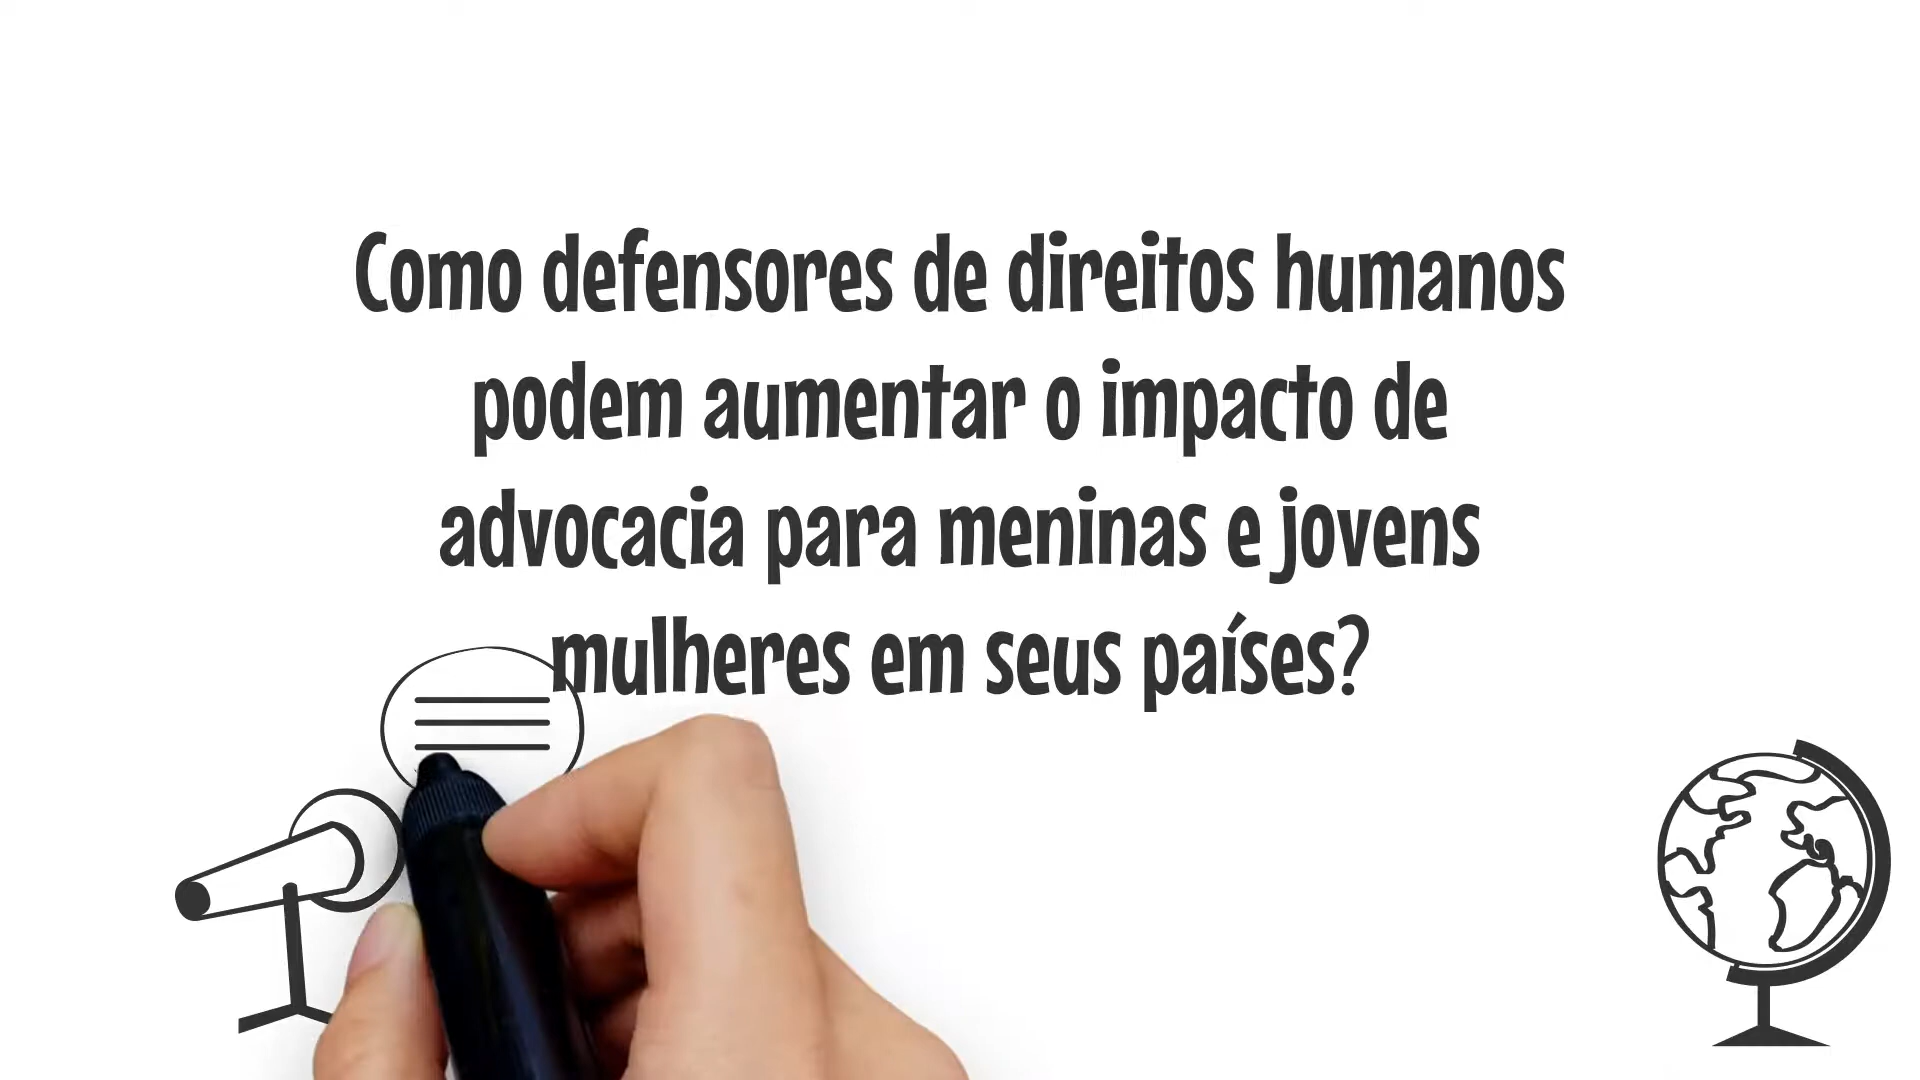 Como defensores de direitos humanos
podem aumentar o impacto de
advocacia para meninas e jovens
mulheres em seus países?